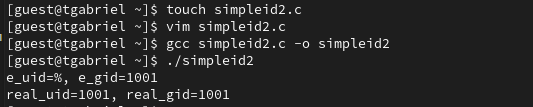 [guest@tgabriel ~]$ touch simpleid2.c
[guest@tgabriel ~]$ vim simpleid2.c
[guest@tgabriel ~]$ gcc simpleid2.c -o simpleid2
[guest@tgabriel ~]$ ./simpleid2
e_uid=%, e_gid=1001
real_uid=1001, real_gid=1001